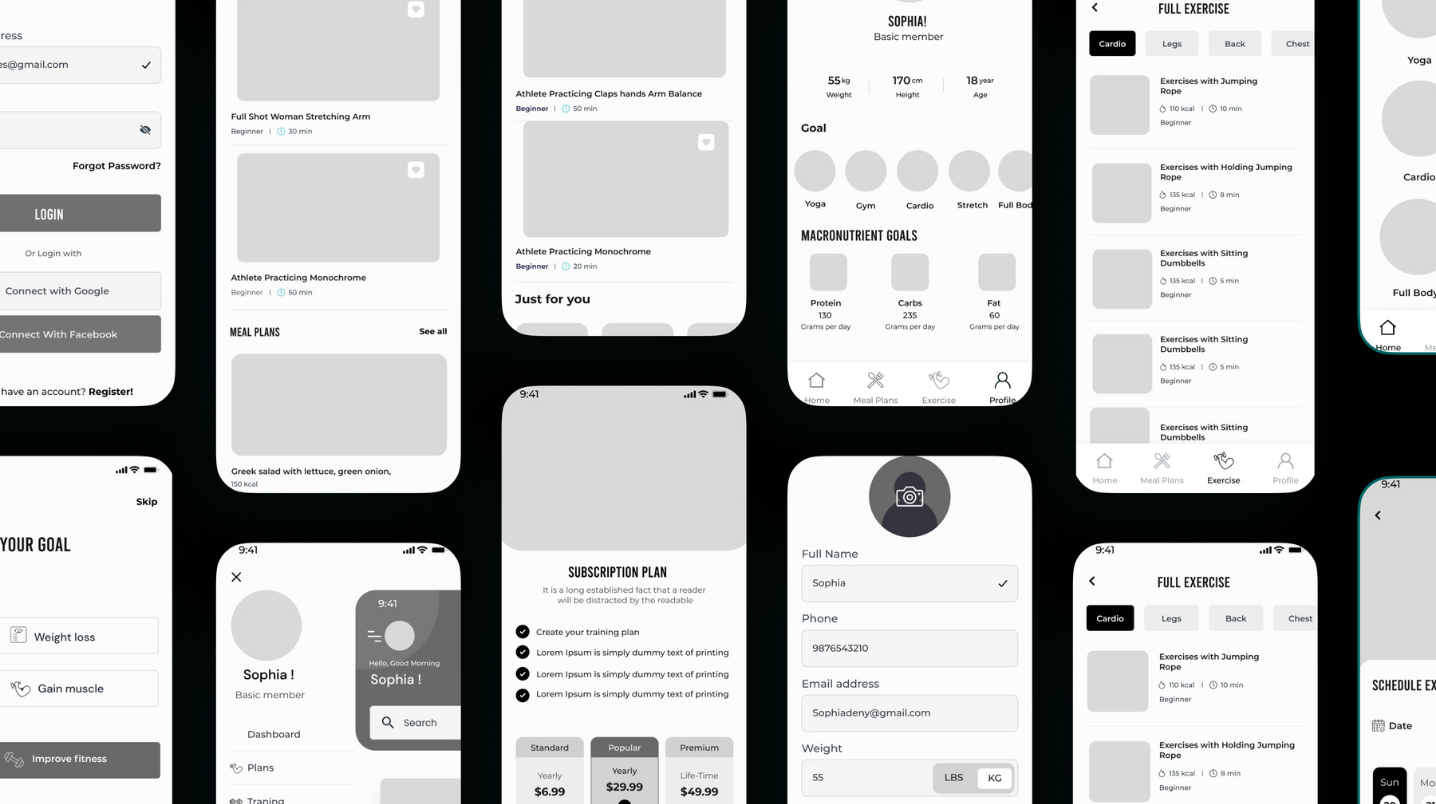 ress
es@gmail.com
Forgot Password?
LOGIN
Or Login with
Connect with Google
Connect With Facebook
have an account? Register!
Skip
YOUR GOAL
Weight loss
Gain muscle
Improve fitness
Full Shot Woman Stretching Arm
Beginner | 30 min
Athlete Practicing Monochrome
Beginner | 50 min
MEAL PLANS See all
Greek salad with lettuce, green onion,
150 kcal
9:41
Sophia !
Basic member
Dashboard
Plans
Traning
9:41
Hello, Good Morning
Sophia !
Search
Athlete Practicing Claps hands Arm Balance
Beginner | 50 min
Athlete Practicing Monochrome
Beginner | 20 min
Just for you
9:41
SUBSCRIPTION PLAN
It is a long established fact that a reader
will be distracted by the readable
Create your training plan
Lorem Ipsum is simply dummy text of printing
Lorem Ipsum is simply dummy text of printing
Lorem Ipsum is simply dummy text of printing
Standard Popular Premium
Yearly Yearly Life-Time
$6.99 $29.99 $49.99
SOPHIA!
Basic member
55 kg 170 cm 18 year
Weight Height Age
Goal
Yoga Gym Cardio Stretch Full Bod
MACRONUTRIENT GOALS
Protein Carbs Fat
130 235 60
Grams per day Grams per day Grams per day
Home Meal Plans Exercise Profile
Full Name
Sophia
Phone
9876543210
Email address
Sophiadeny@gmail.com
Weight
55 LBS KG
FULL EXERCISE
Cardio Legs Back Chest
Exercises with Jumping
Rope
110 kcal | 10 min
Beginner
Exercises with Holding Jumping
Rope
135 kcal | 8 min
Beginner
Exercises with Sitting
Dumbbells
135 kcal | 5 min
Beginner
Exercises with Sitting
Dumbbells
135 kcal | 5 min
Beginner
Exercises with Sitting
Dumbbells
Home Meal Plans Exercise Profile
9:41
FULL EXERCISE
Cardio Legs Back Chest
Exercises with Jumping
Rope
110 kcal | 10 min
Beginner
Exercises with Holding Jumping
Rope
135 kcal | 8 min
Beginner
Yoga
Cardio
Full Body
Home Me
9:41
SCHEDULE EX
Date
Sun Mo